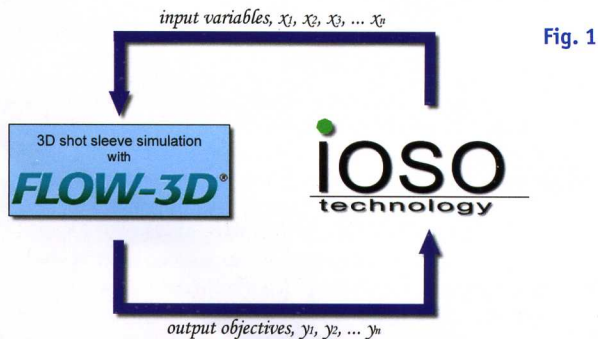 input variables, x₁, x₂, x₃, ... xₙ
Fig. 1
3D shot sleeve simulation
with
FLOW-3D®
iOSO
technology
output objectives, y₁, y₂, ... yₙ